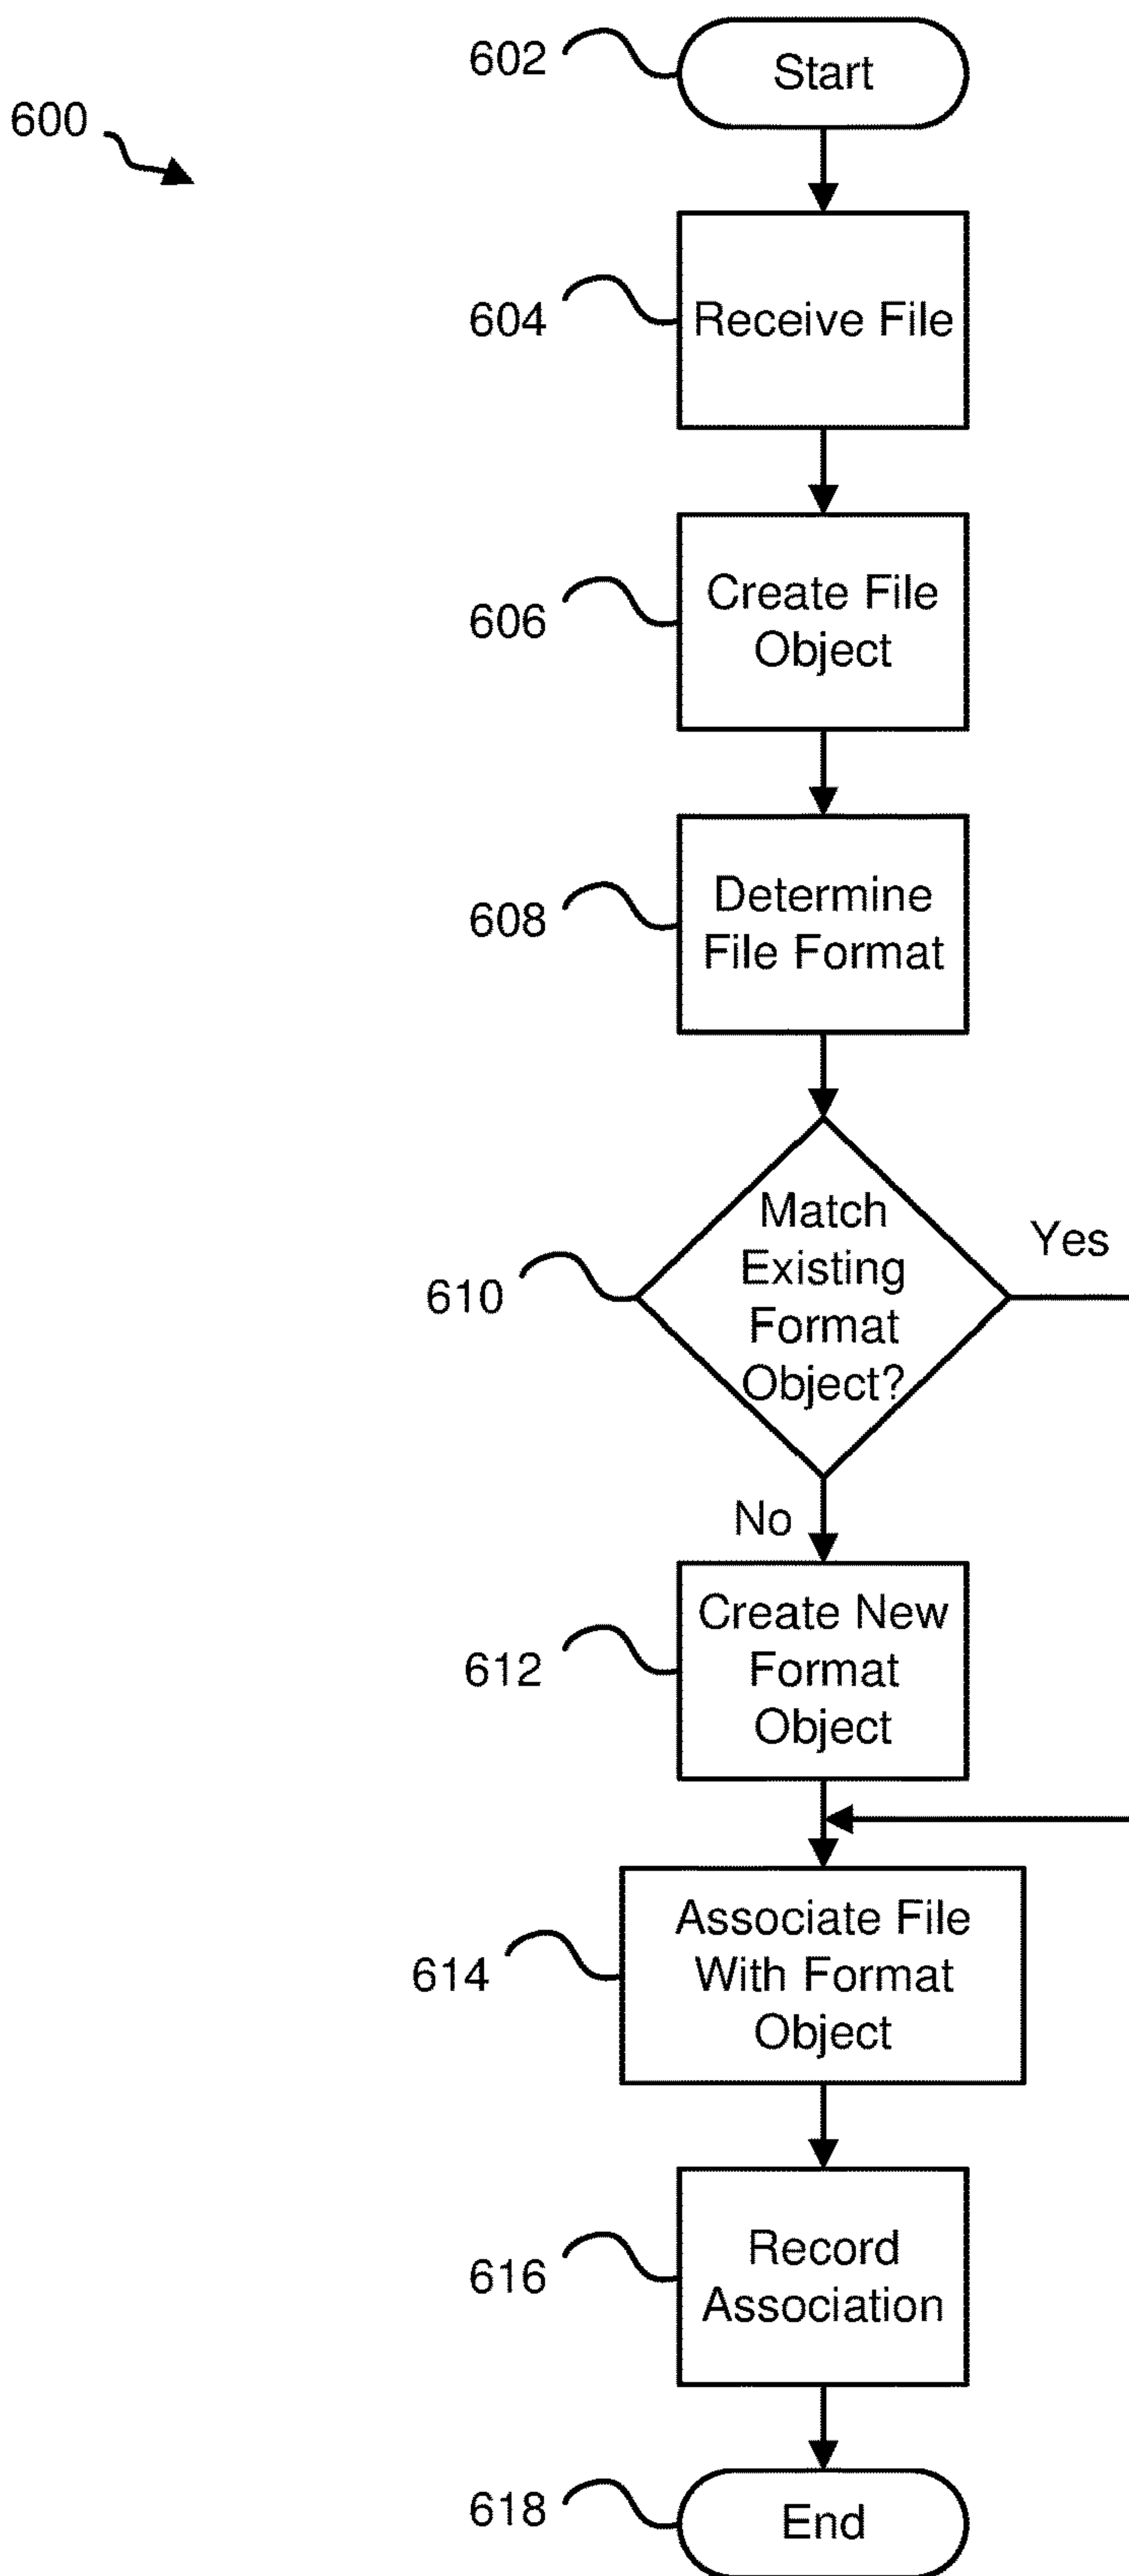 602
Start
600
604
Receive File
606
Create File
Object
608
Determine
File Format
610
Match
Existing
Format
Object?
Yes
No
612
Create New
Format
Object
614
Associate File
With Format
Object
616
Record
Association
618
End